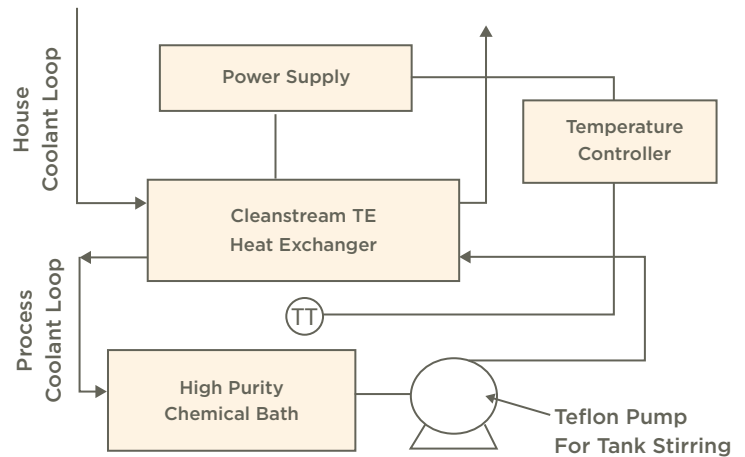 House
Coolant Loop
Power Supply
Temperature
Controller
Cleanstream TE
Heat Exchanger
TT
Process
Coolant Loop
High Purity
Chemical Bath
Teflon Pump
For Tank Stirring